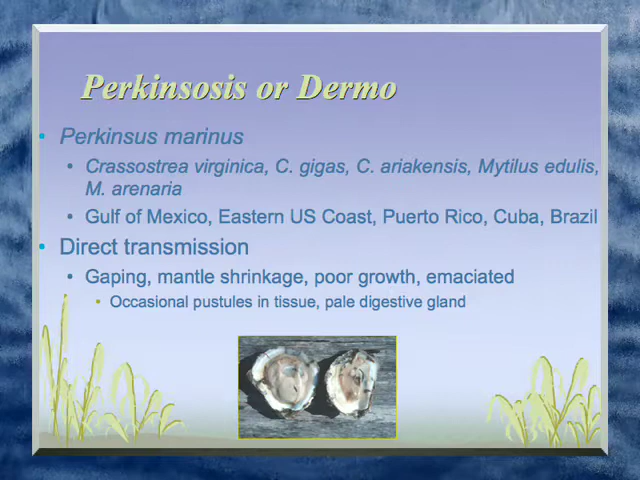 Perkinsosis or Dermo
• Perkinsus marinus
• Crassostrea virginica, C. gigas, C. ariakensis, Mytilus edulis,
M. arenaria
• Gulf of Mexico, Eastern US Coast, Puerto Rico, Cuba, Brazil
• Direct transmission
• Gaping, mantle shrinkage, poor growth, emaciated
• Occasional pustules in tissue, pale digestive gland